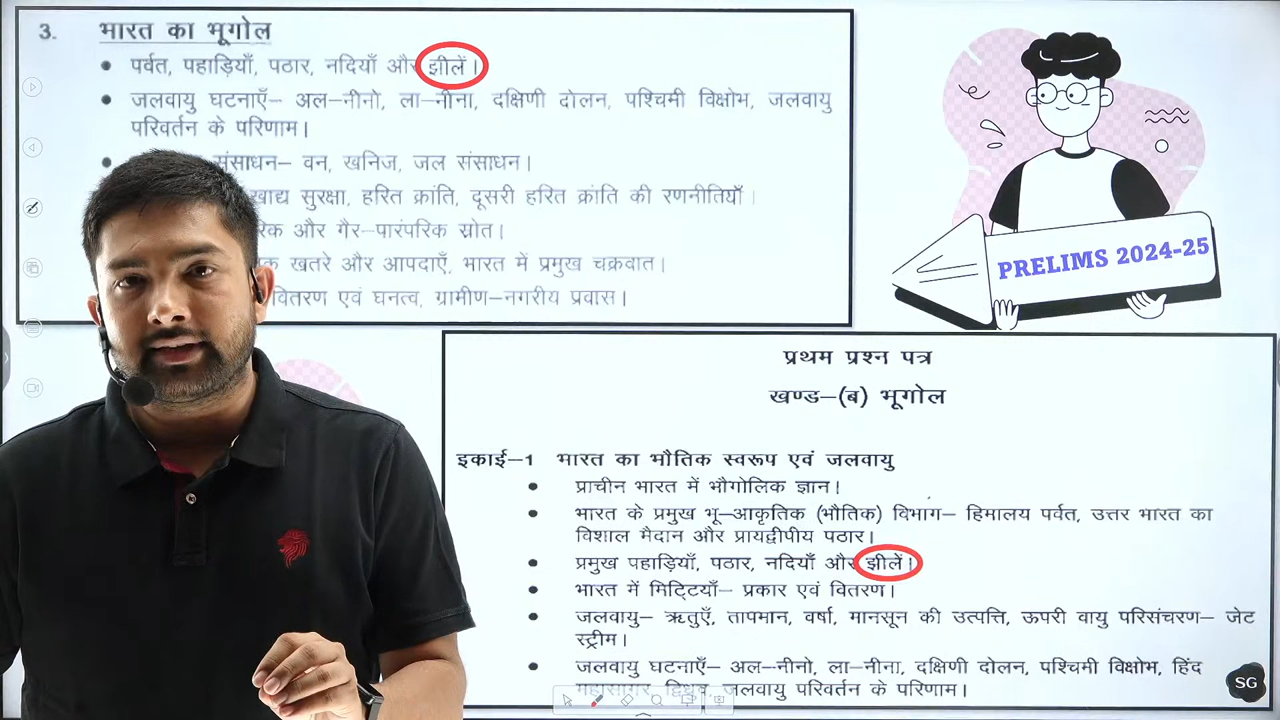 3. भारत का भूगोल
• पर्वत, पहाड़ियाँ, पठार, नदियाँ और झीलें।
• जलवायु घटनाएँ– अल–नीनो, ला–नीना, दक्षिणी दोलन, पश्चिमी विक्षोभ, जलवायु
परिवर्तन के परिणाम।
• संसाधन– वन, खनिज, जल संसाधन।
खाद्य सुरक्षा, हरित क्रांति, दूसरी हरित क्रांति की रणनीतियाँ।
और गैर–पारंपरिक स्रोत।
खतरे और आपदाएँ, भारत में प्रमुख चक्रवात।
वितरण एवं घनत्व, ग्रामीण–नगरीय प्रवास।
PRELIMS 2024-25
प्रथम प्रश्न पत्र
खण्ड–(ब) भूगोल
इकाई–1 भारत का भौतिक स्वरूप एवं जलवायु
• प्राचीन भारत में भौगोलिक ज्ञान।
• भारत के प्रमुख भू–आकृतिक (भौतिक) विभाग– हिमालय पर्वत, उत्तर भारत का
विशाल मैदान और प्रायद्वीपीय पठार।
• प्रमुख पहाड़ियाँ, पठार, नदियाँ और झीलें।
• भारत में मिट्टियाँ– प्रकार एवं वितरण।
• जलवायु– ऋतुएँ, तापमान, वर्षा, मानसून की उत्पत्ति, ऊपरी वायु परिसंचरण– जेट
स्ट्रीम।
• जलवायु घटनाएँ– अल–नीनो, ला–नीना, दक्षिणी दोलन, पश्चिमी विक्षोभ, हिंद
महासागर, द्विध्रुव, जलवायु परिवर्तन के परिणाम।
SG